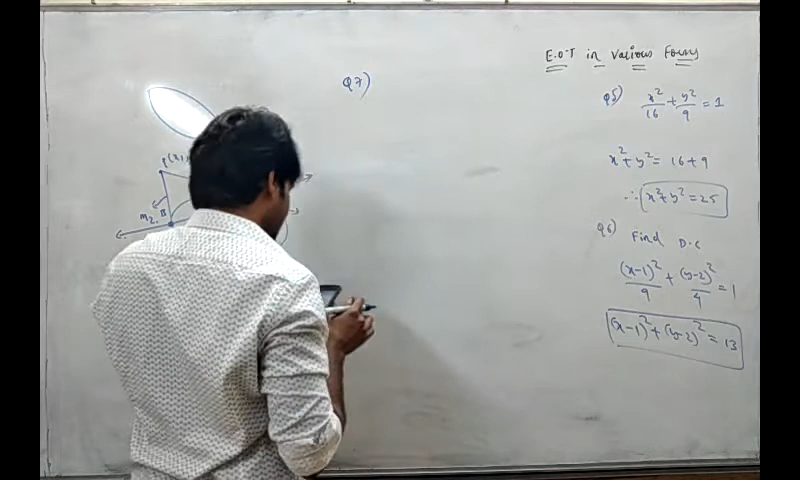 E.O.T in Various Forms
Q5) x²/16 + y²/9 = 1
x² + y² = 16 + 9
∴ x² + y² = 25
Q6) Find D.C
(x-1)²/9 + (y-2)²/4 = 1
(x-1)² + (y-2)² = 13
Q7)
P(x1,
m2
B